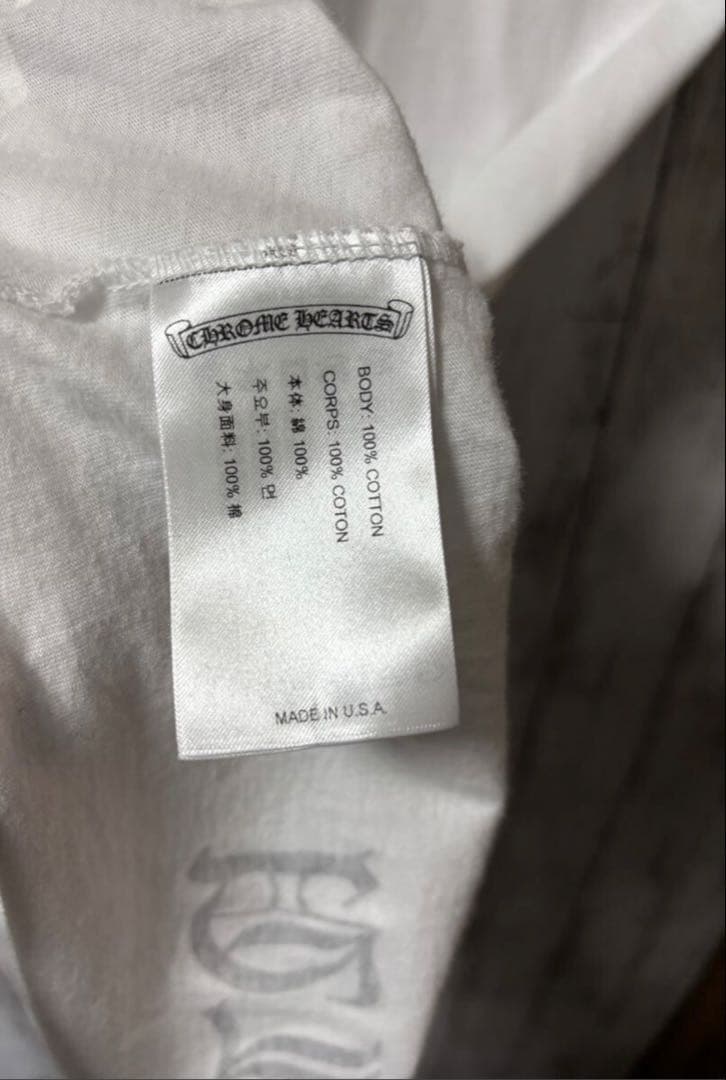 CHROME HEARTS
BODY: 100% COTTON
CORPS: 100% COTON
本体: 綿 100%
주요부: 100% 면
大身面料: 100% 棉
MADE IN U.S.A.